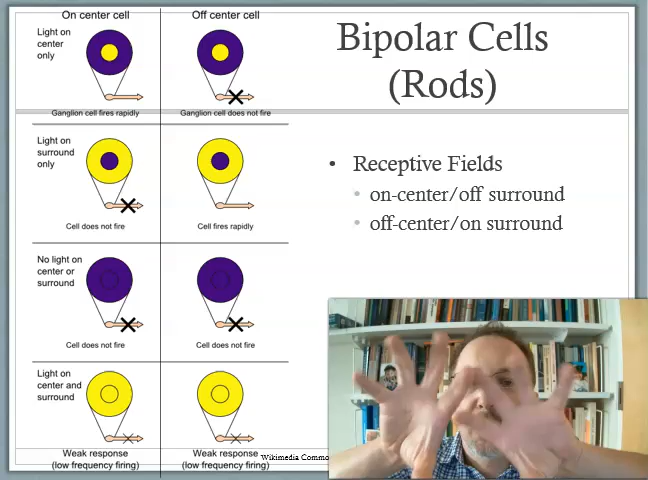 On center cell
Off center cell
Light on
center
only
Ganglion cell fires rapidly
Ganglion cell does not fire
Light on
surround
only
Cell does not fire
Cell fires rapidly
No light on
center or
surround
Cell does not fire
Cell does not fire
Light on
center and
surround
Weak response
(low frequency firing)
Weak response
(low frequency firing)
Wikimedia Commo
Bipolar Cells
(Rods)
• Receptive Fields
• on-center/off surround
• off-center/on surround